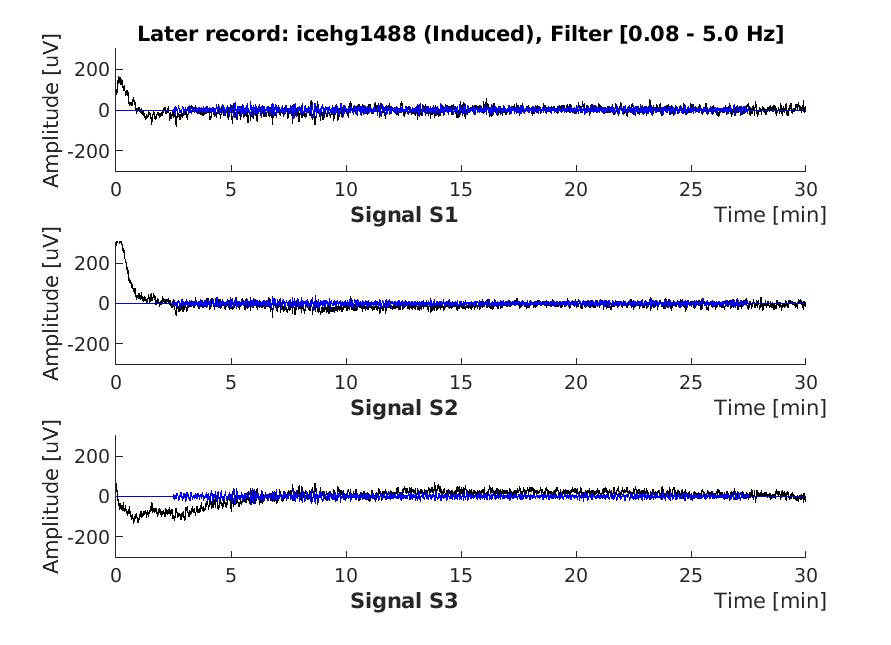 Later record: icehg1488 (Induced), Filter [0.08 - 5.0 Hz]
Amplitude [uV]
200
0
-200
0 5 10 15 20 25 30
Signal S1 Time [min]
Amplitude [uV]
200
0
-200
0 5 10 15 20 25 30
Signal S2 Time [min]
Amplitude [uV]
200
0
-200
0 5 10 15 20 25 30
Signal S3 Time [min]